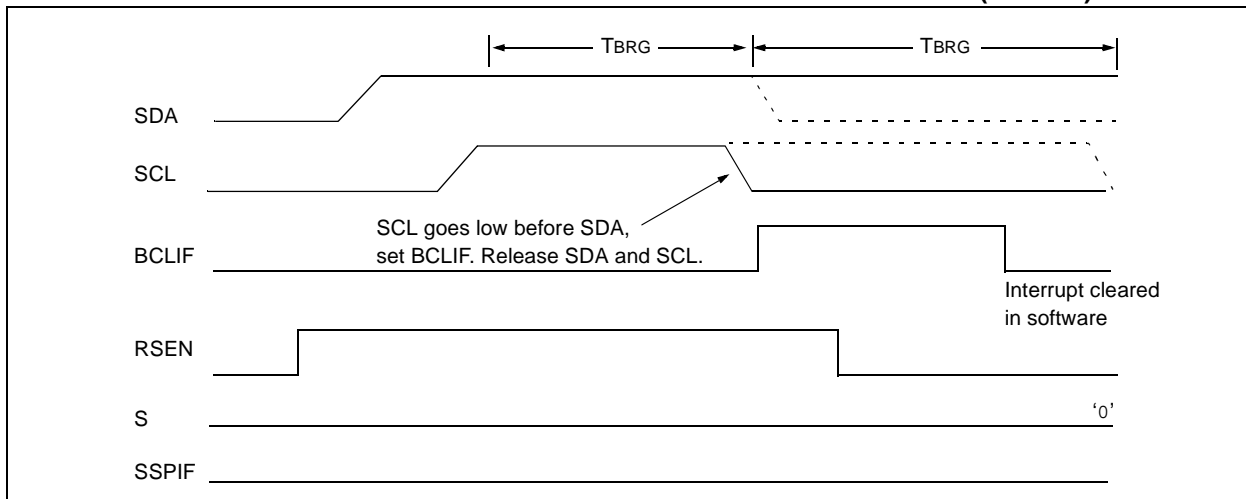 TBRG
TBRG
SDA
SCL
SCL goes low before SDA,
set BCLIF. Release SDA and SCL.
BCLIF
Interrupt cleared
in software
RSEN
S
‘0’
SSPIF